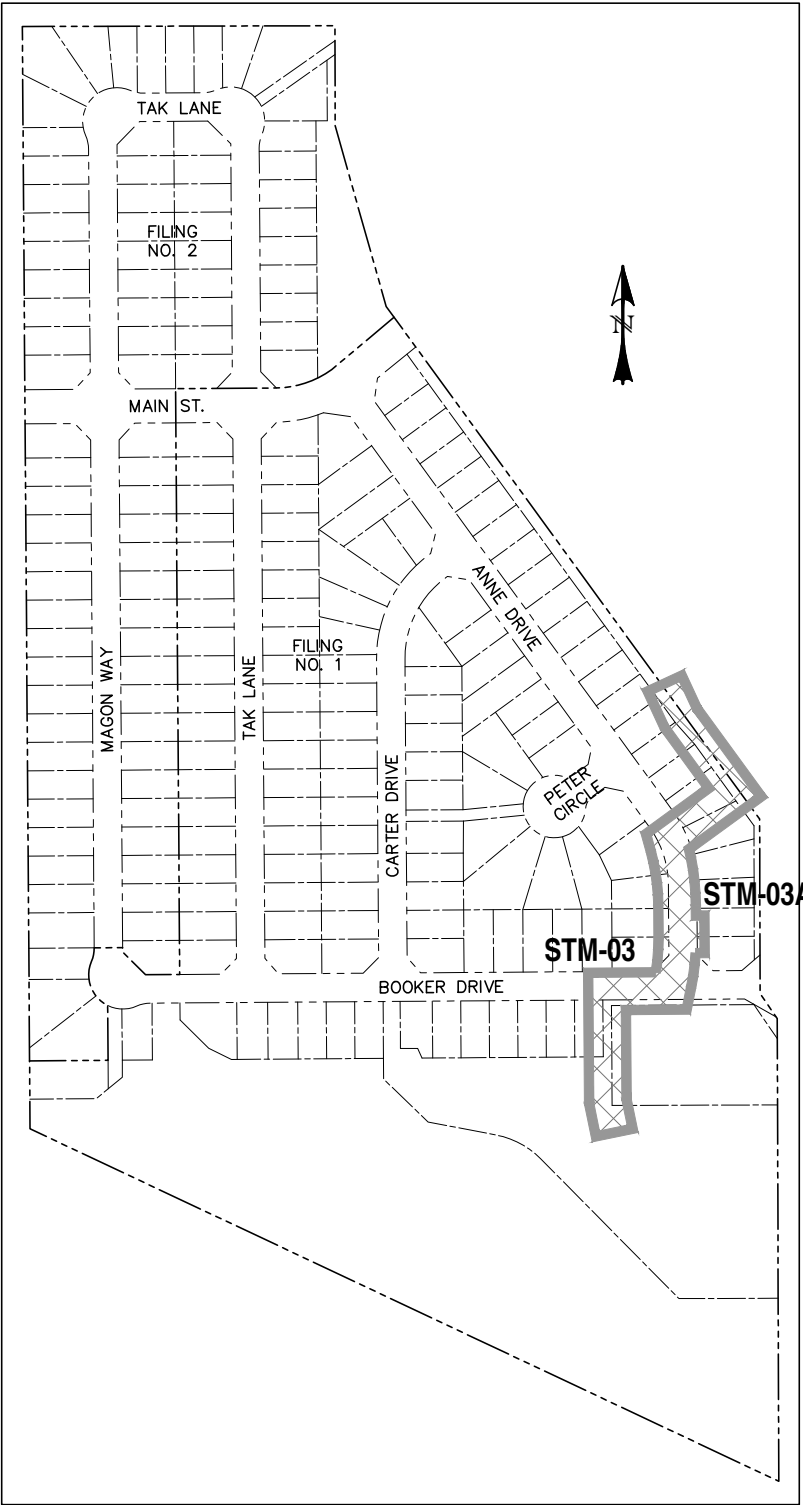 TAK LANE
FILING
NO. 2
N
MAIN ST.
ANNE DRIVE
FILING
NO. 1
MAGON WAY
TAK LANE
CARTER DRIVE
PETER
CIRCLE
STM-03A
STM-03
BOOKER DRIVE